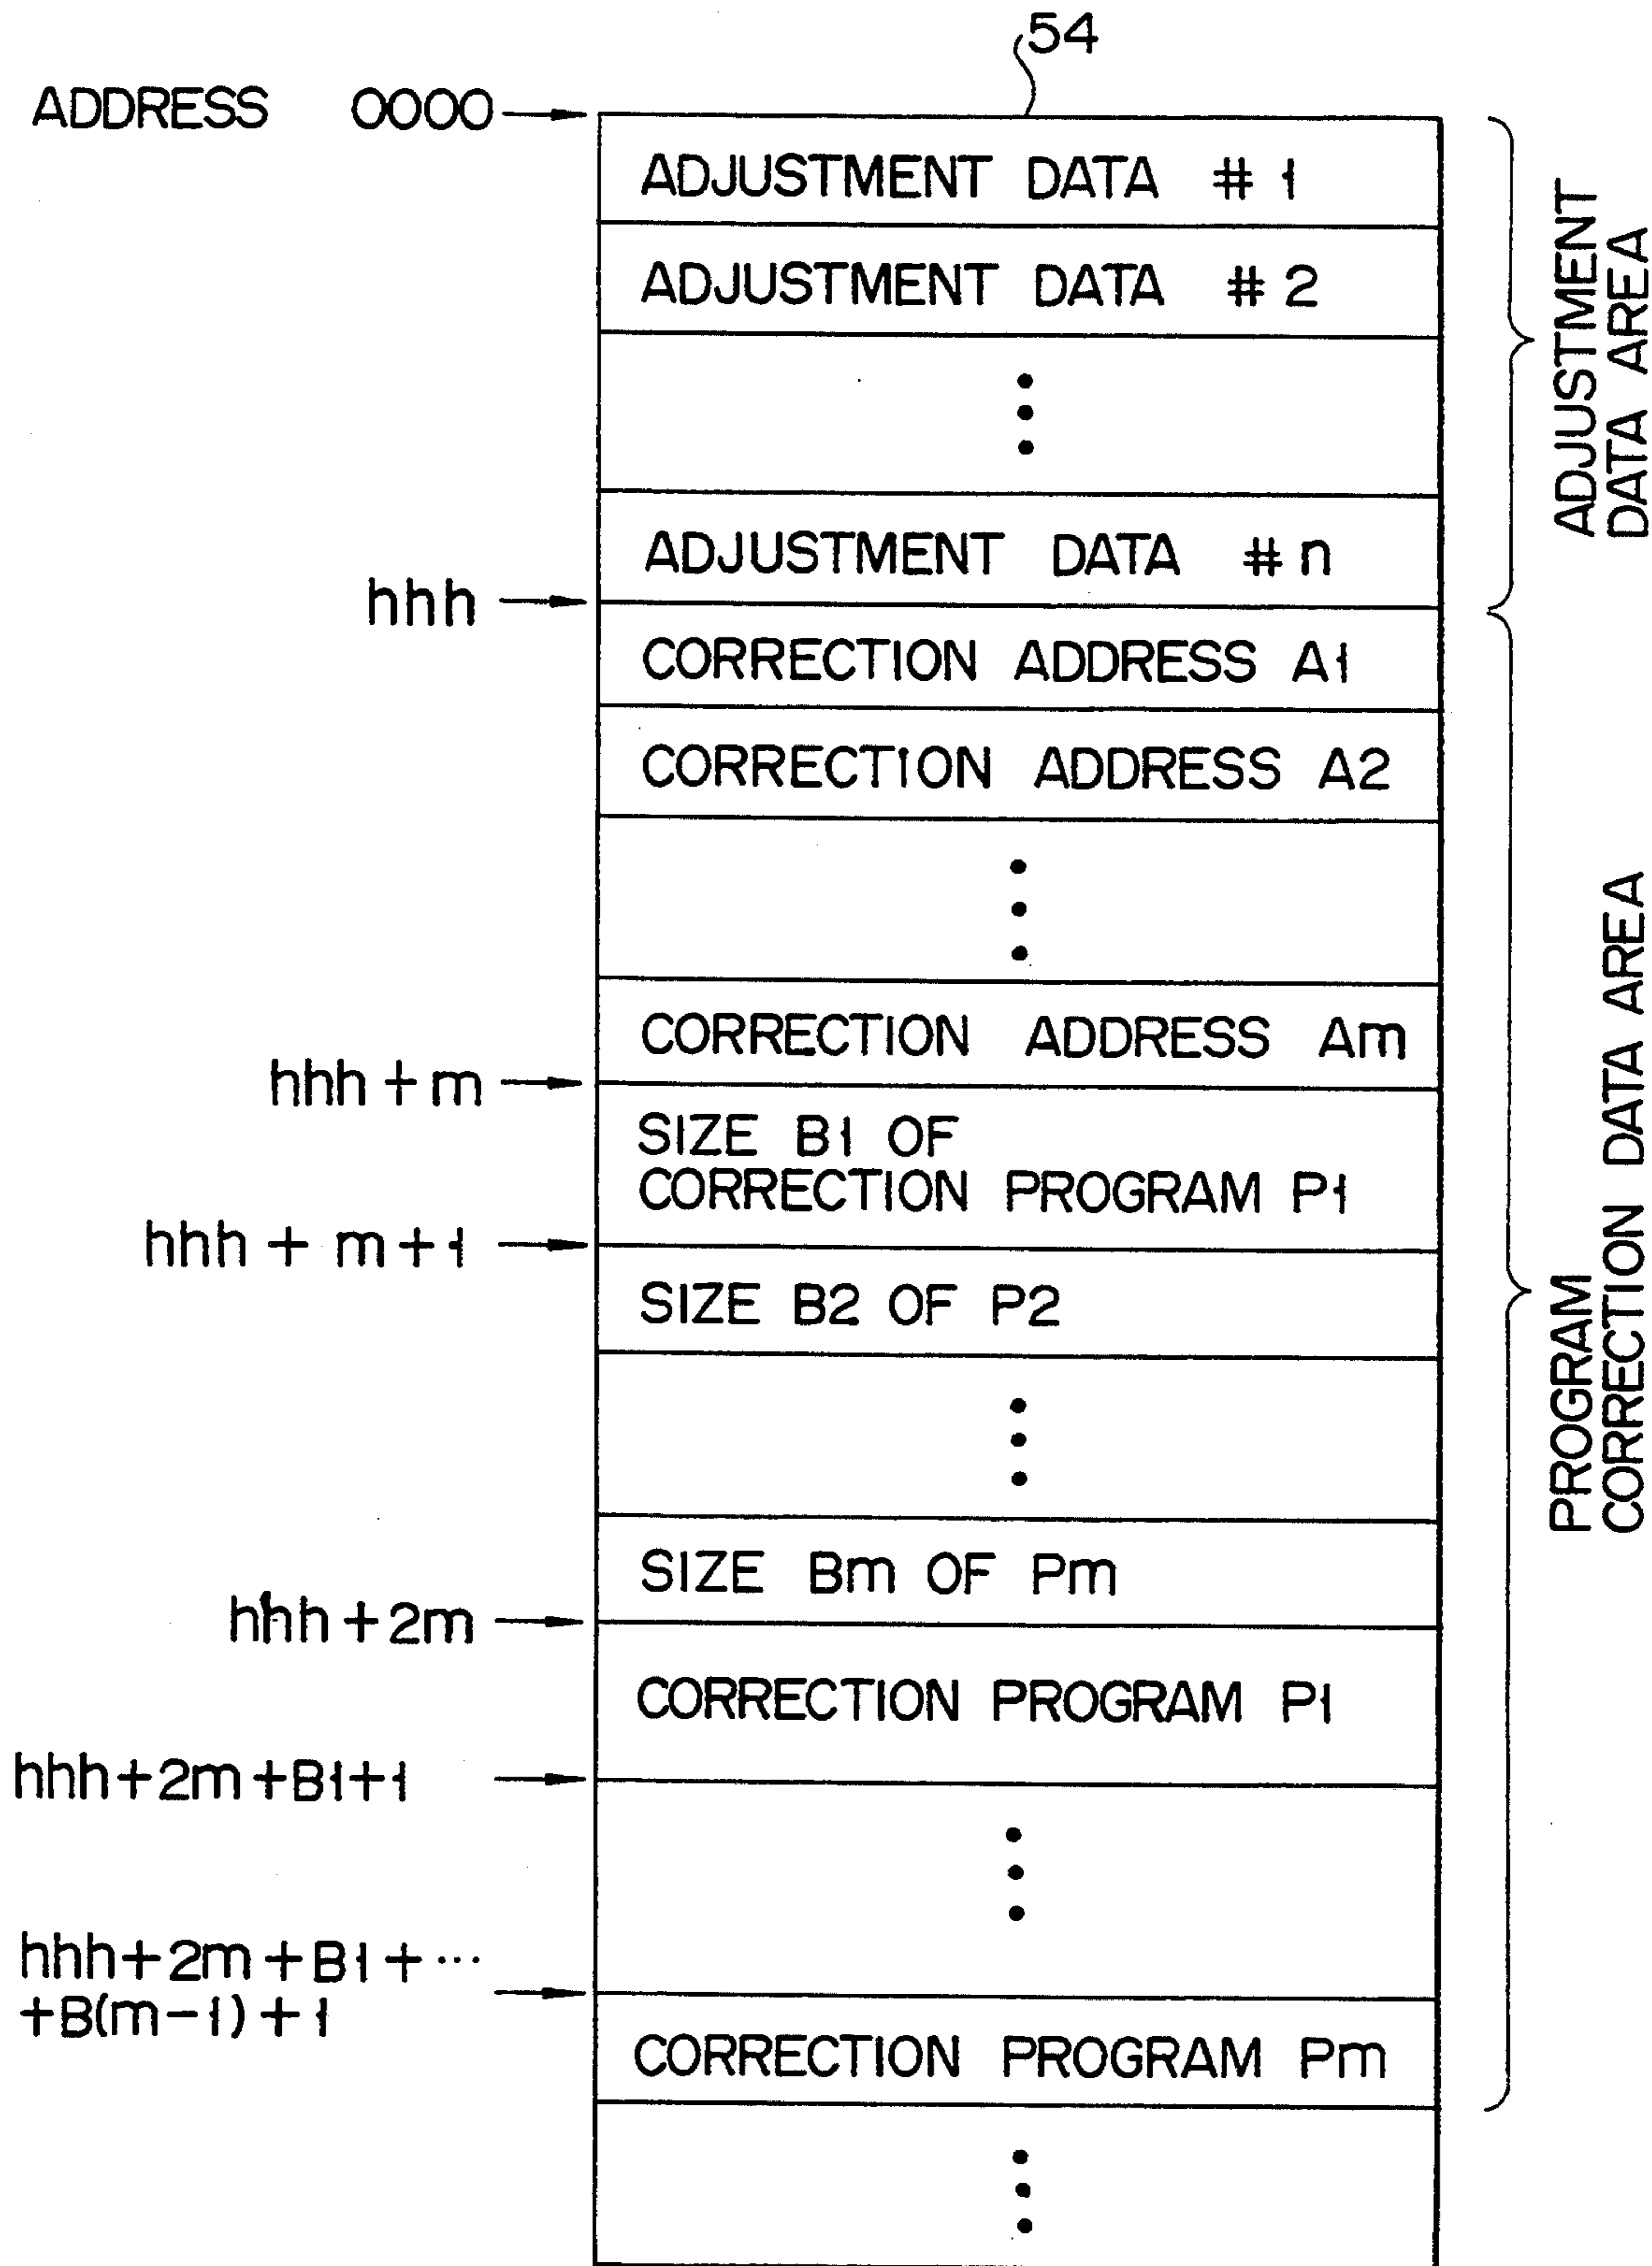 54
ADDRESS 0000
ADJUSTMENT DATA #1
ADJUSTMENT DATA #2
ADJUSTMENT DATA #n
ADJUSTMENT
DATA AREA
hhh
CORRECTION ADDRESS A1
CORRECTION ADDRESS A2
CORRECTION ADDRESS Am
hhh+m
SIZE B1 OF
CORRECTION PROGRAM P1
hhh + m+1
SIZE B2 OF P2
SIZE Bm OF Pm
hhh+2m
CORRECTION PROGRAM P1
hhh+2m+B1+1
hhh+2m+B1+···
+B(m-1)+1
CORRECTION PROGRAM Pm
PROGRAM
CORRECTION DATA AREA